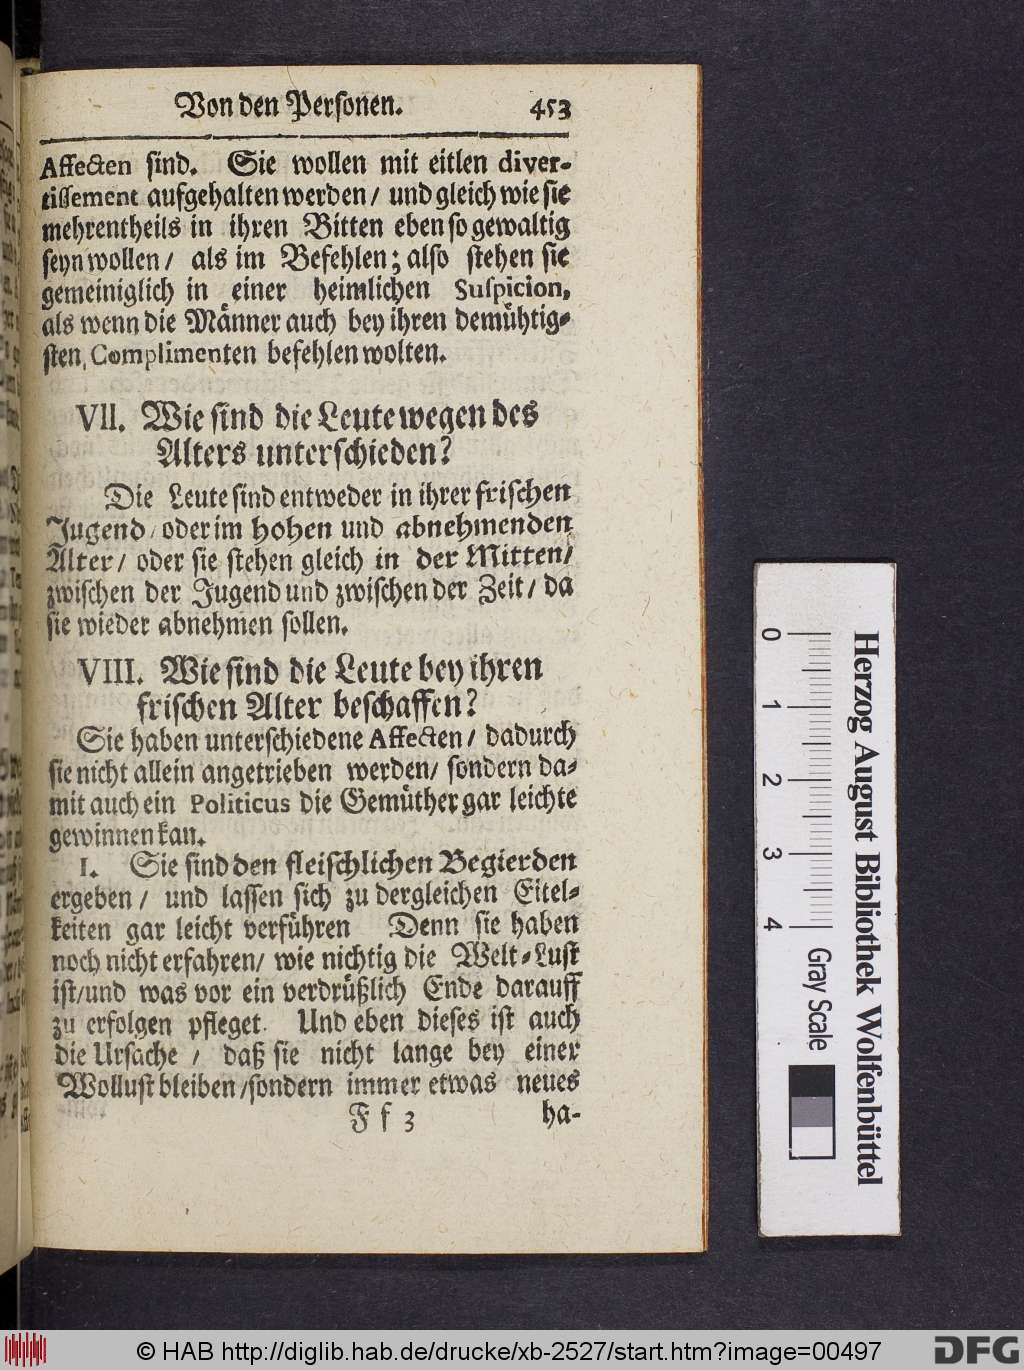 Von den Perſonen. 453
Affecten ſind. Sie wollen mit eitlen diver-
tiſſement aufgehalten werden / und gleich wie ſie
mehrentheils in ihren Bitten eben ſo gewaltig
ſeyn wollen / als im Befehlen; alſo ſtehen ſie
gemeiniglich in einer heimlichen Suſpicion,
als wenn die Männer auch bey ihren demühtig-
ſten Complimenten befehlen wolten.
VII. Wie ſind die Leute wegen des
Alters unterſchieden?
Die Leute ſind entweder in ihrer friſchen
Jugend / oder im hohen und abnehmenden
Alter / oder ſie ſtehen gleich in der Mitten /
zwiſchen der Jugend und zwiſchen der Zeit / da
ſie wieder abnehmen ſollen.
VIII. Wie ſind die Leute bey ihren
friſchen Alter beſchaffen?
Sie haben unterſchiedene Affecten / dadurch
ſie nicht allein angetrieben werden / ſondern da-
mit auch ein Politicus die Gemüther gar leichte
gewinnen kan.
I. Sie ſind den fleiſchlichen Begierden
ergeben / und laſſen ſich zu dergleichen Eitel-
keiten gar leicht verführen Denn ſie haben
noch nicht erfahren / wie nichtig die Welt-Luſt
iſt / und was vor ein verdrüßlich Ende darauff
zu erfolgen pfleget. Und eben dieſes iſt auch
die Urſache / daß ſie nicht lange bey einer
Wolluſt bleiben / ſondern immer etwas neues
F f 3 ha-
0 1 2 3 4
Gray Scale
Herzog August Bibliothek Wolfenbüttel
© HAB http://diglib.hab.de/drucke/xb-2527/start.htm?image=00497
DFG